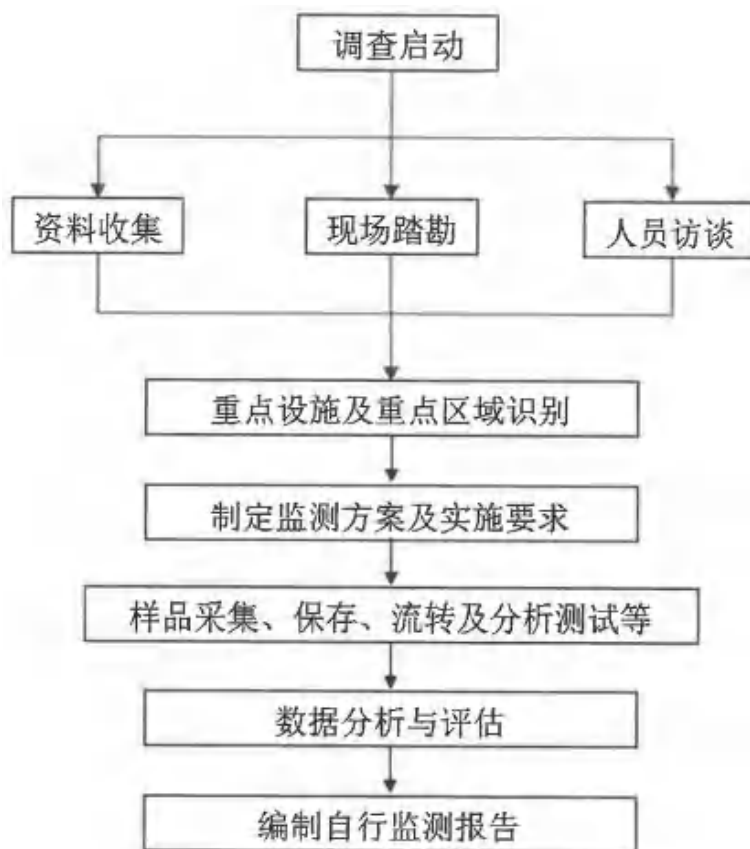 调查启动
资料收集
现场踏勘
人员访谈
重点设施及重点区域识别
制定监测方案及实施要求
样品采集、保存、流转及分析测试等
数据分析与评估
编制自行监测报告